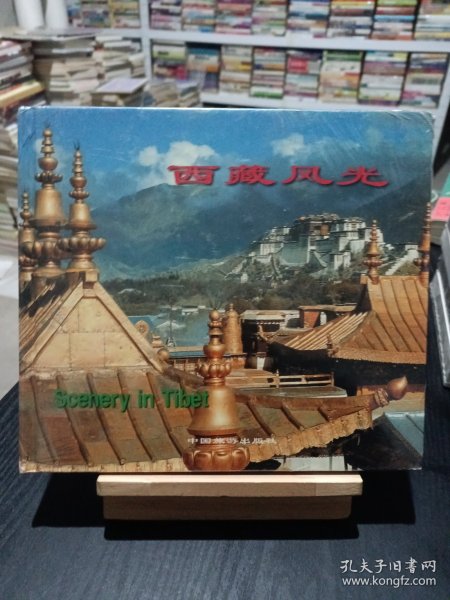 西藏风光
Scenery in Tibet
中国旅游出版社
孔夫子旧书网
www.kongfz.com